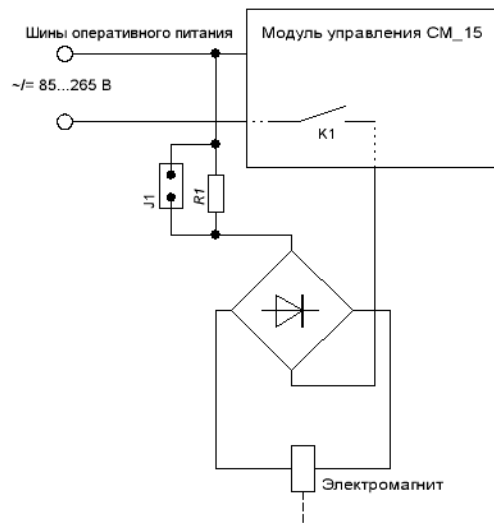 Шины оперативного питания
Модуль управления СМ_15
~/= 85...265 В
K1
J1
R1
Электромагнит